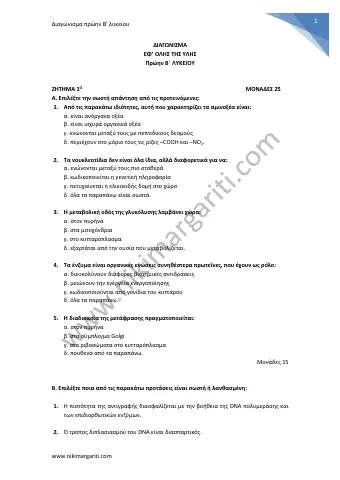 Διαγώνισμα πρώην Β΄ λυκείου
1
ΔΙΑΓΩΝΙΣΜΑ
ΕΦ' ΟΛΗΣ ΤΗΣ ΥΛΗΣ
Πρώην Β΄ ΛΥΚΕΙΟΥ
ΖΗΤΗΜΑ 1º ΜΟΝΑΔΕΣ 25
Α. Επιλέξτε την σωστή απάντηση από τις προτεινόμενες:
1. Από τις παρακάτω ιδιότητες, αυτή που χαρακτηρίζει τα αμινοξέα είναι:
α. είναι ανόργανα οξέα
β. είναι ισχυρά οργανικά οξέα
γ. ενώνονται μεταξύ τους με πεπτιδικούς δεσμούς
δ. περιέχουν στο μόριο τους τις ρίζες –COOH και –NO₂.
2. Τα νουκλεοτίδια δεν είναι όλα ίδια, αλλά διαφορετικά για να:
α. ενώνονται μεταξύ τους πιο σταθερά
β. κωδικοποιείται η γενετική πληροφορία
γ. πετυχαίνεται η ελικοειδής δομή στο χώρο
δ. όλα τα παραπάνω είναι σωστά.
3. Η μεταβολική οδός της γλυκόλυσης λαμβάνει χώρα:
α. στον πυρήνα
β. στα μιτοχόνδρια
γ. στο κυτταρόπλασμα
δ. εξαρτάται από την ουσία που μεταβολίζεται.
4. Τα ένζυμα είναι οργανικές ενώσεις συνηθέστερα πρωτεΐνες, που έχουν ως ρόλο:
α. διευκολύνουν διάφορες βιοχημικές αντιδράσεις
β. μειώνουν την ενέργεια ενεργοποίησης
γ. κωδικοποιούνται από γονίδια του κυττάρου
δ. όλα τα παραπάνω.
5. Η διαδικασία της μετάφρασης πραγματοποιείται:
α. στον πυρήνα
β. στο σύμπλεγμα Golgi
γ. στα ριβοσώματα στο κυτταρόπλασμα
δ. πουθενά από τα παραπάνω.
Μονάδες 15
Β. Επιλέξτε ποια από τις παρακάτω προτάσεις είναι σωστή ή λανθασμένη:
1. Η πιστότητα της αντιγραφής διασφαλίζεται με την βοήθεια της DNA πολυμεράσης και
των επιδιορθωτικών ενζύμων.
2. Ο τρόπος διπλασιασμού του DNA είναι διασπαρτικός.
www.nikimargariti.com
www.nikimargariti.com